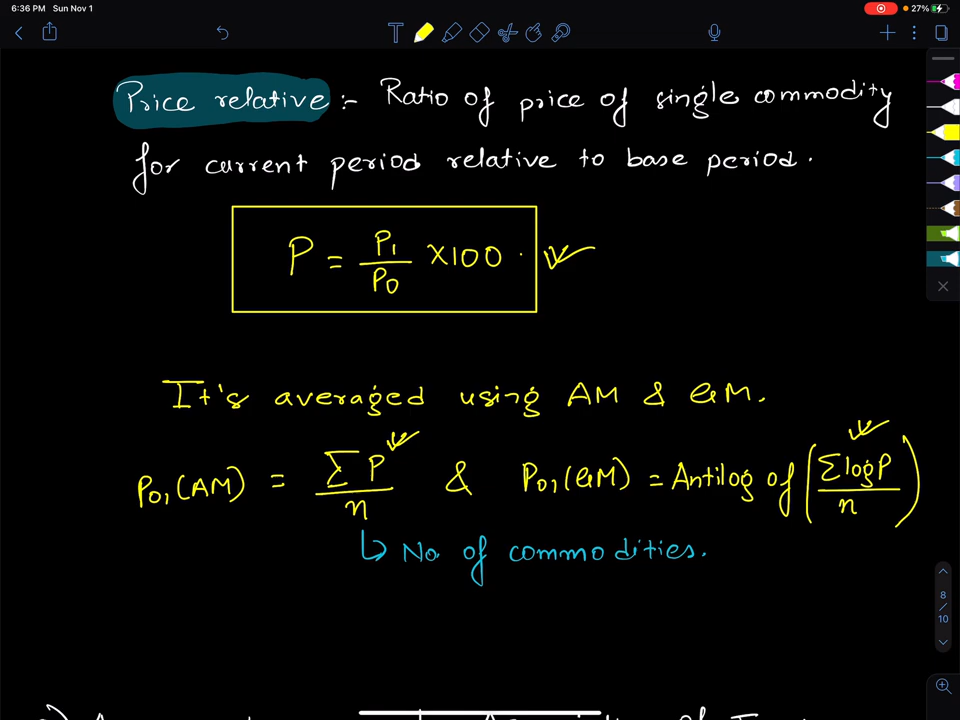 6:36 PM Sun Nov 1
27%
Price relative :- Ratio of price of single commodity
for current period relative to base period.
P = P1/P0 ×100
It's averaged using AM & GM.
P01(AM) = ΣP/n & P01(GM) = Antilog of (ΣlogP/n)
↳ No. of commodities.
8
/
10